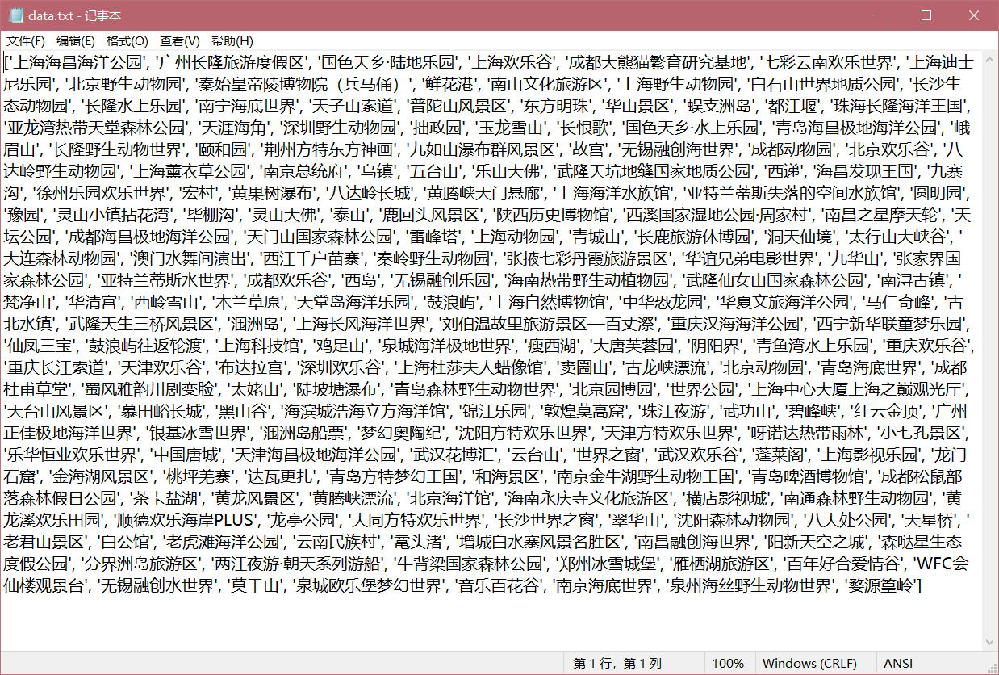 data.txt - 记事本
文件(F) 编辑(E) 格式(O) 查看(V) 帮助(H)
['上海海昌海洋公园', '广州长隆旅游度假区', '国色天乡·陆地乐园', '上海欢乐谷', '成都大熊猫繁育研究基地', '七彩云南欢乐世界', '上海迪士
尼乐园', '北京野生动物园', '秦始皇帝陵博物院（兵马俑）', '鲜花港', '南山文化旅游区', '上海野生动物园', '白石山世界地质公园', '长沙生
态动物园', '长隆水上乐园', '南宁海底世界', '天子山索道', '普陀山风景区', '东方明珠', '华山景区', '蜈支洲岛', '都江堰', '珠海长隆海洋王国',
'亚龙湾热带天堂森林公园', '天涯海角', '深圳野生动物园', '拙政园', '玉龙雪山', '长恨歌', '国色天乡·水上乐园', '青岛海昌极地海洋公园', '峨
眉山', '长隆野生动物世界', '颐和园', '荆州方特东方神画', '九如山瀑布群风景区', '故宫', '无锡融创海世界', '成都动物园', '北京欢乐谷', '八
达岭野生动物园', '上海薰衣草公园', '南京总统府', '乌镇', '五台山', '乐山大佛', '武隆天坑地缝国家地质公园', '西递', '海昌发现王国', '九寨
沟', '徐州乐园欢乐世界', '宏村', '黄果树瀑布', '八达岭长城', '黄腾峡天门悬廊', '上海海洋水族馆', '亚特兰蒂斯失落的空间水族馆', '圆明园',
'豫园', '灵山小镇拈花湾', '毕棚沟', '灵山大佛', '泰山', '鹿回头风景区', '陕西历史博物馆', '西溪国家湿地公园·周家村', '南昌之星摩天轮', '天
坛公园', '成都海昌极地海洋公园', '天门山国家森林公园', '雷峰塔', '上海动物园', '青城山', '长鹿旅游休博园', '洞天仙境', '太行山大峡谷', '
大连森林动物园', '澳门水舞间演出', '西江千户苗寨', '秦岭野生动物园', '张掖七彩丹霞旅游景区', '华谊兄弟电影世界', '九华山', '张家界国
家森林公园', '亚特兰蒂斯水世界', '成都欢乐谷', '西岛', '无锡融创乐园', '海南热带野生动植物园', '武隆仙女山国家森林公园', '南浔古镇', '
梵净山', '华清宫', '西岭雪山', '木兰草原', '天堂岛海洋乐园', '鼓浪屿', '上海自然博物馆', '中华恐龙园', '华夏文旅海洋公园', '马仁奇峰', '古
北水镇', '武隆天生三桥风景区', '涠洲岛', '上海长风海洋世界', '刘伯温故里旅游景区—百丈漈', '重庆汉海海洋公园', '西宁新华联童梦乐园',
'仙凤三宝', '鼓浪屿往返轮渡', '上海科技馆', '鸡足山', '泉城海洋极地世界', '瘦西湖', '大唐芙蓉园', '阴阳界', '青鱼湾水上乐园', '重庆欢乐谷',
'重庆长江索道', '天津欢乐谷', '布达拉宫', '深圳欢乐谷', '上海杜莎夫人蜡像馆', '窦圌山', '古龙峡漂流', '北京动物园', '青岛海底世界', '成都
杜甫草堂', '蜀风雅韵川剧变脸', '太姥山', '陡坡塘瀑布', '青岛森林野生动物世界', '北京园博园', '世界公园', '上海中心大厦上海之巅观光厅',
'天台山风景区', '慕田峪长城', '黑山谷', '海滨城浩海立方海洋馆', '锦江乐园', '敦煌莫高窟', '珠江夜游', '武功山', '碧峰峡', '红云金顶', '广州
正佳极地海洋世界', '银基冰雪世界', '涠洲岛船票', '梦幻奥陶纪', '沈阳方特欢乐世界', '天津方特欢乐世界', '呀诺达热带雨林', '小七孔景区',
'乐华恒业欢乐世界', '中国唐城', '天津海昌极地海洋公园', '武汉花博汇', '云台山', '世界之窗', '武汉欢乐谷', '蓬莱阁', '上海影视乐园', '龙门
石窟', '金海湖风景区', '桃坪羌寨', '达瓦更扎', '青岛方特梦幻王国', '和海景区', '南京金牛湖野生动物王国', '青岛啤酒博物馆', '成都松鼠部
落森林假日公园', '茶卡盐湖', '黄龙风景区', '黄腾峡漂流', '北京海洋馆', '海南永庆寺文化旅游区', '横店影视城', '南通森林野生动物园', '黄
龙溪欢乐田园', '顺德欢乐海岸PLUS', '龙亭公园', '大同方特欢乐世界', '长沙世界之窗', '翠华山', '沈阳森林动物园', '八大处公园', '天星桥', '
老君山景区', '白公馆', '老虎滩海洋公园', '云南民族村', '鼋头渚', '增城白水寨风景名胜区', '南昌融创海世界', '阳新天空之城', '森哒星生态
度假公园', '分界洲岛旅游区', '两江夜游·朝天系列游船', '牛背梁国家森林公园', '郑州冰雪城堡', '雁栖湖旅游区', '百年好合爱情谷', 'WFC会
仙楼观景台', '无锡融创水世界', '莫干山', '泉城欧乐堡梦幻世界', '音乐百花谷', '南京海底世界', '泉州海丝野生动物世界', '婺源篁岭']
第 1 行，第 1 列 100% Windows (CRLF) ANSI